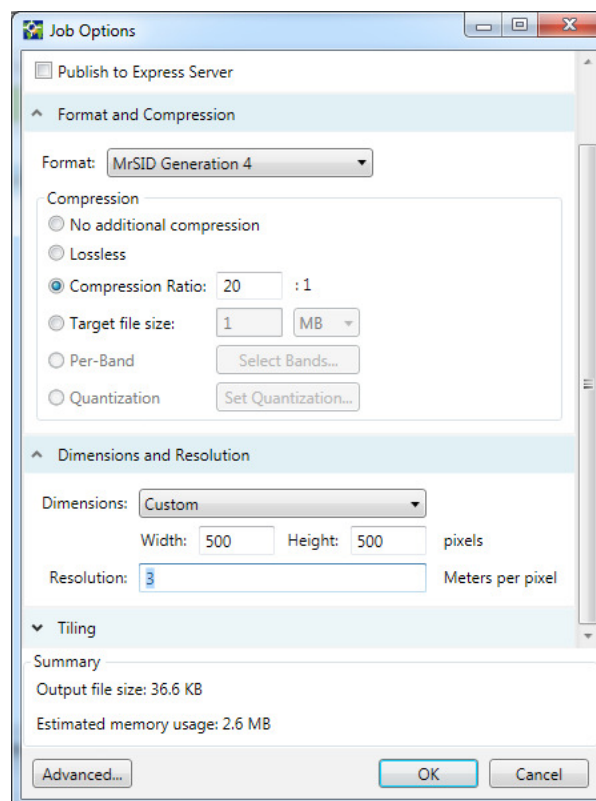 Job Options
Publish to Express Server
Format and Compression
Format: MrSID Generation 4
Compression
No additional compression
Lossless
Compression Ratio: 20 : 1
Target file size: 1 MB
Per-Band Select Bands...
Quantization Set Quantization...
Dimensions and Resolution
Dimensions: Custom
Width: 500 Height: 500 pixels
Resolution: 3 Meters per pixel
Tiling
Summary
Output file size: 36.6 KB
Estimated memory usage: 2.6 MB
Advanced... OK Cancel